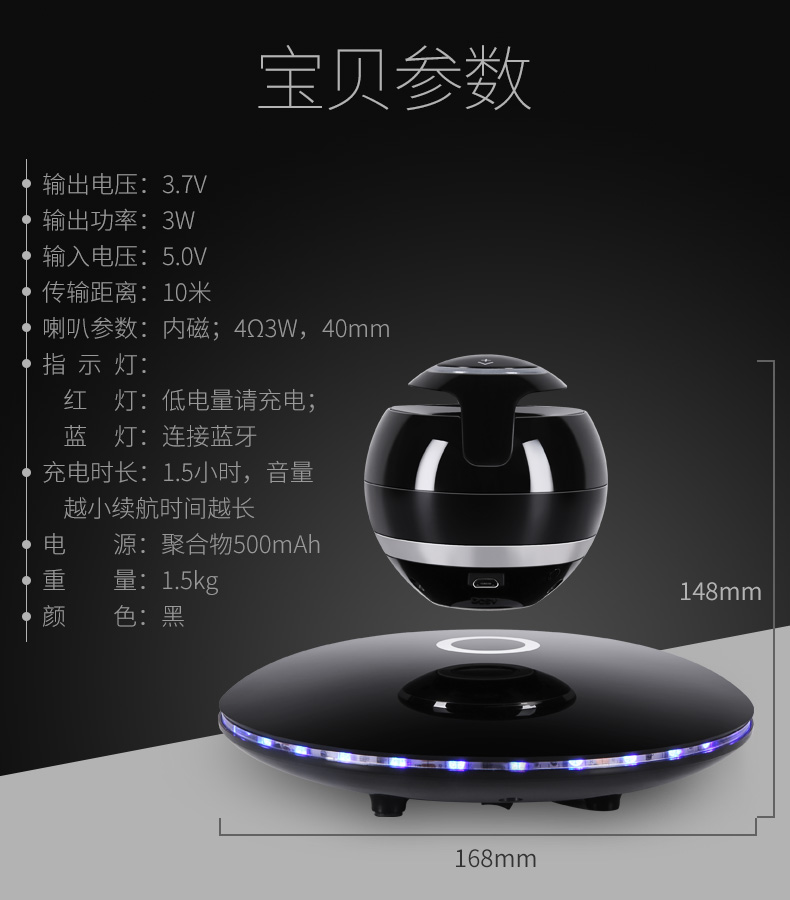 宝贝参数
输出电压：3.7V
输出功率：3W
输入电压：5.0V
传输距离：10米
喇叭参数：内磁；4Ω3W，40mm
指 示 灯：
红 灯：低电量请充电；
蓝 灯：连接蓝牙
充电时长：1.5小时，音量
越小续航时间越长
电 源：聚合物500mAh
重 量：1.5kg
颜 色：黑
148mm
168mm